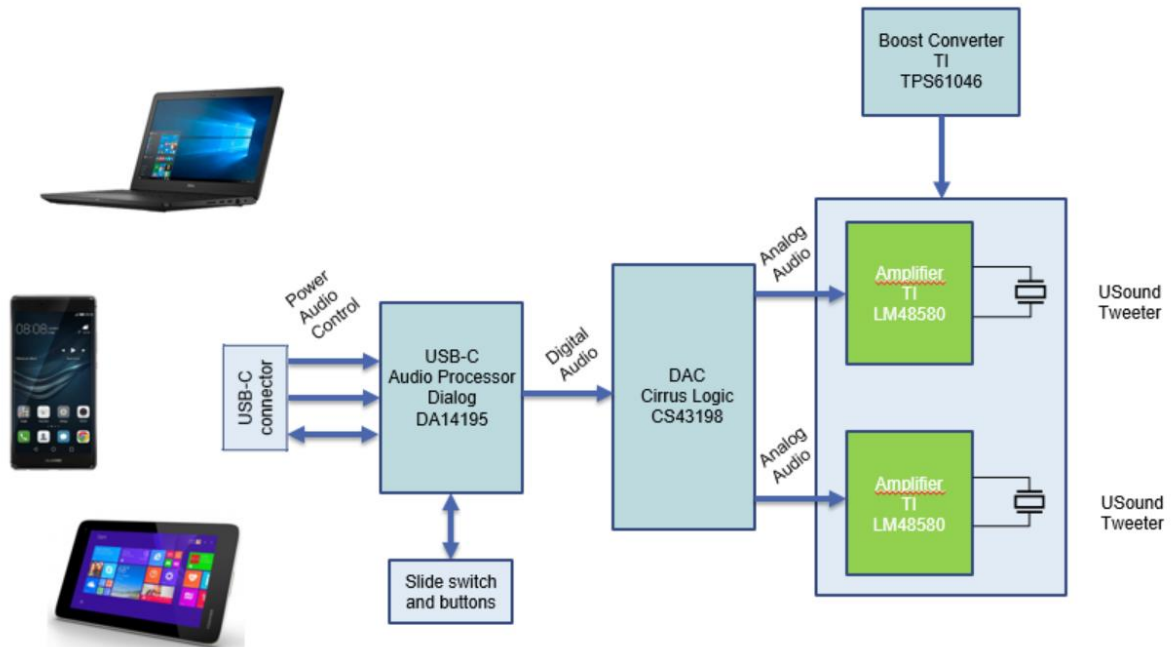 Boost Converter
TI
TPS61046
Analog
Audio
Amplifier
TI
LM48580
USound
Tweeter
08:08
Power
Audio
Control
USB-C
connector
USB-C
Audio Processor
Dialog
DA14195
Digital
Audio
DAC
Cirrus Logic
CS43198
Analog
Audio
Amplifier
TI
LM48580
USound
Tweeter
Slide switch
and buttons